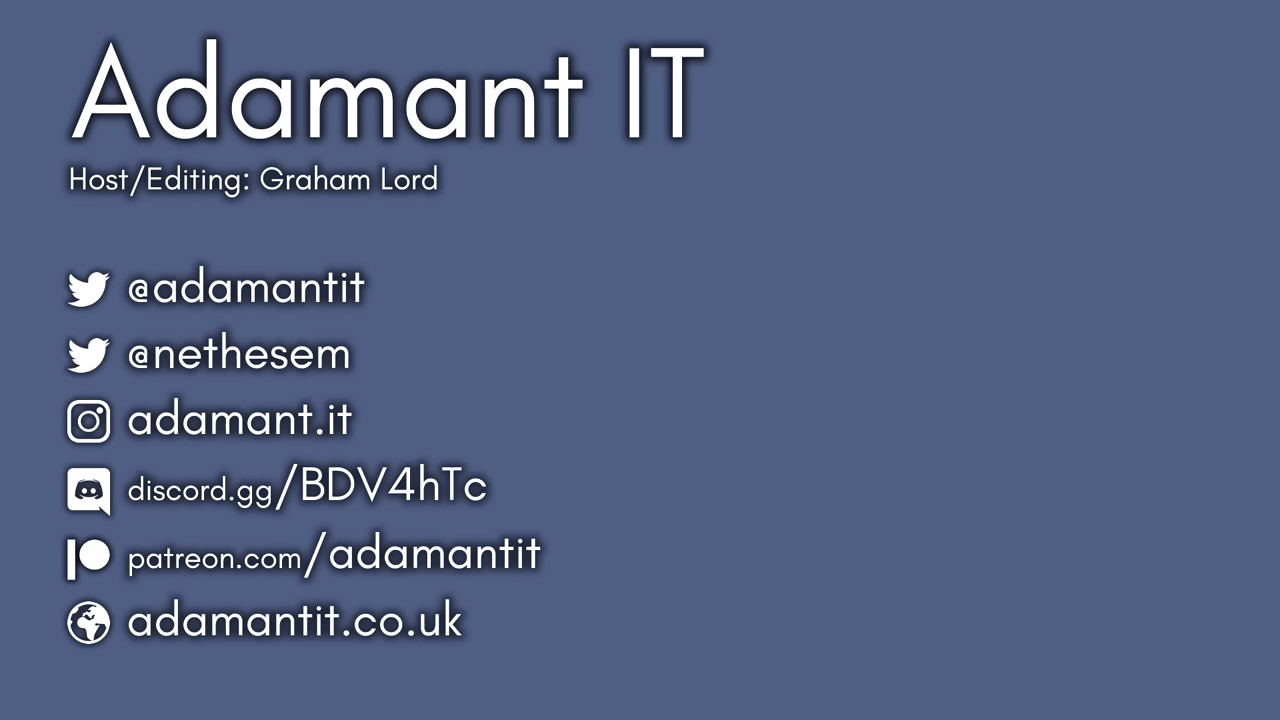 Adamant IT
Host/Editing: Graham Lord
@adamantit
@nethesem
adamant.it
discord.gg/BDV4hTc
patreon.com/adamantit
adamantit.co.uk